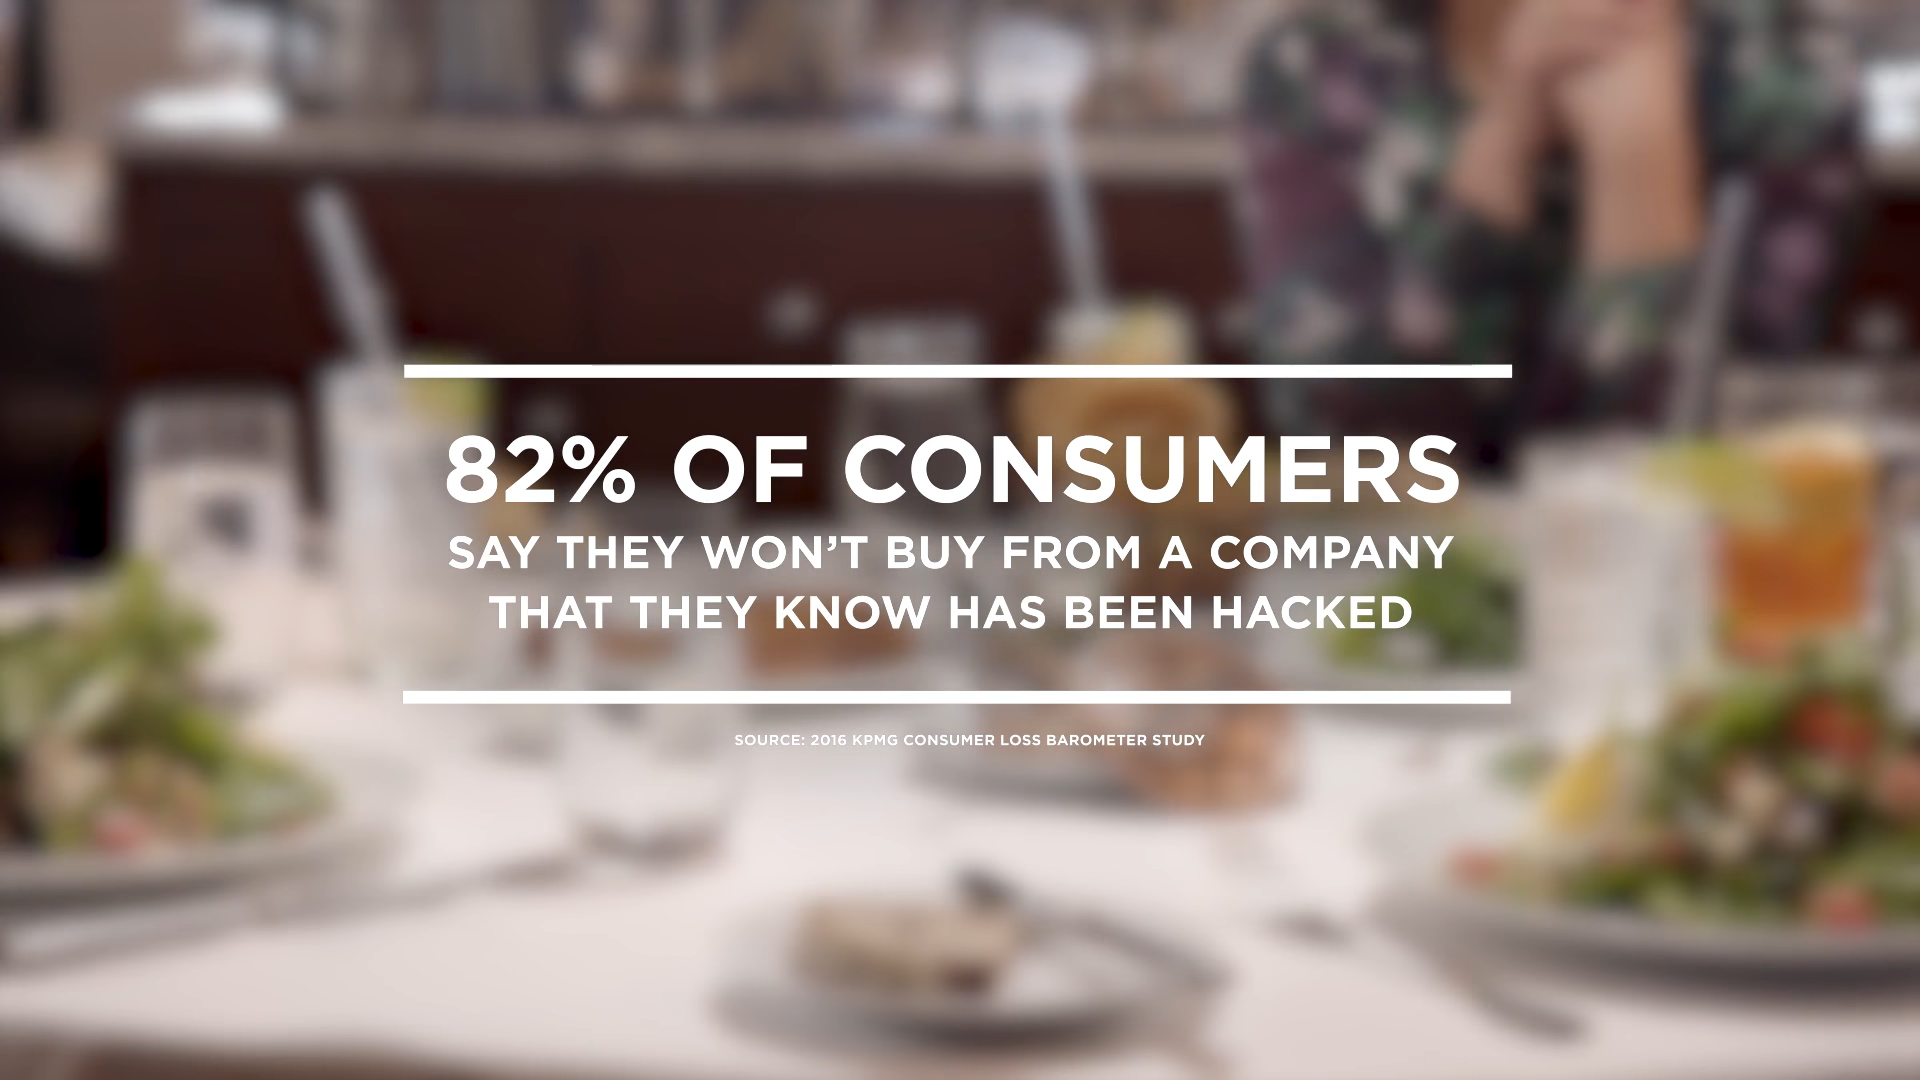 82% OF CONSUMERS
SAY THEY WON’T BUY FROM A COMPANY
THAT THEY KNOW HAS BEEN HACKED
SOURCE: 2016 KPMG CONSUMER LOSS BAROMETER STUDY